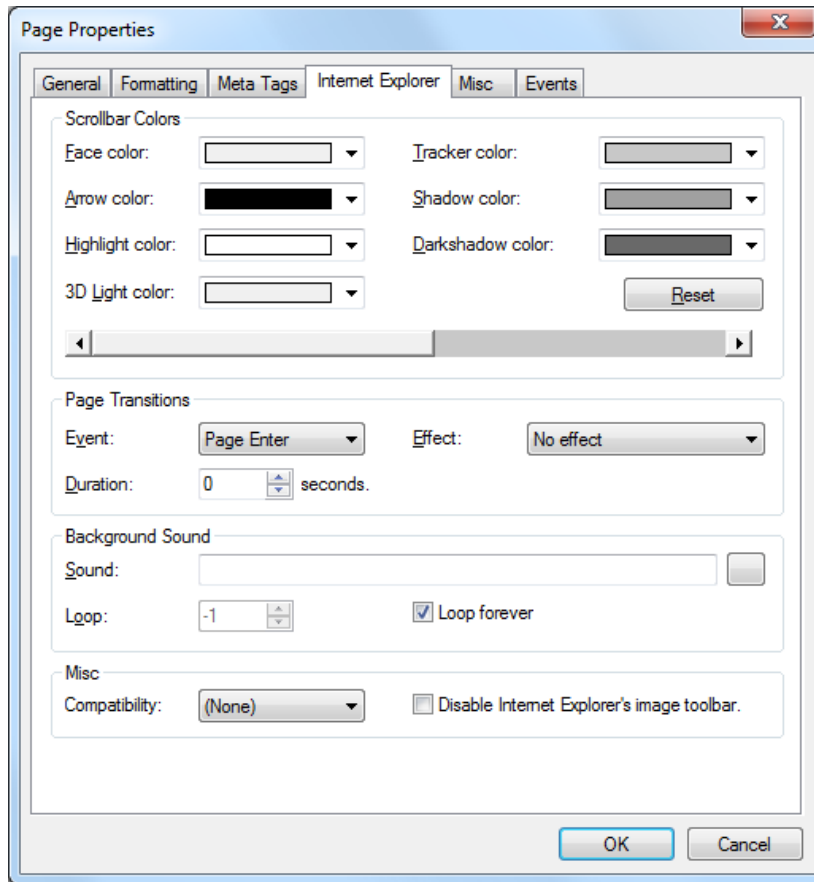 Page Properties
General Formatting Meta Tags Internet Explorer Misc Events
Scrollbar Colors
Face color: Tracker color:
Arrow color: Shadow color:
Highlight color: Darkshadow color:
3D Light color: Reset
Page Transitions
Event: Page Enter Effect: No effect
Duration: 0 seconds.
Background Sound
Sound:
Loop: -1 Loop forever
Misc
Compatibility: (None) Disable Internet Explorer's image toolbar.
OK Cancel